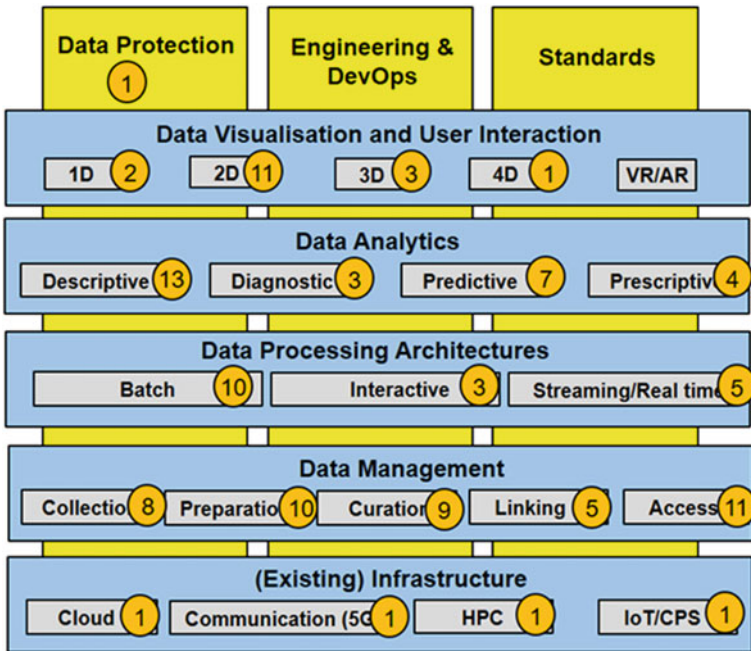 Data Protection
1
Engineering &
DevOps
Standards
Data Visualisation and User Interaction
1D 2 2D 11 3D 3 4D 1 VR/AR
Data Analytics
Descriptive 13 Diagnostic 3 Predictive 7 Prescriptiv 4
Data Processing Architectures
Batch 10 Interactive 3 Streaming/Real time 5
Data Management
Collectio 8 Preparatio 10 Curation 9 Linking 5 Access 11
(Existing) Infrastructure
Cloud 1 Communication (5G 1 HPC 1 IoT/CPS 1